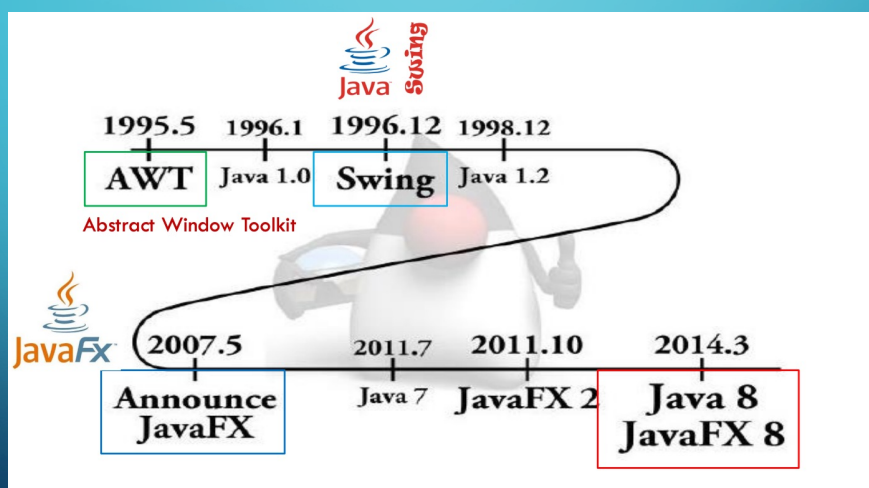 Java Swing
1995.5 1996.1 1996.12 1998.12
AWT Java 1.0 Swing Java 1.2
Abstract Window Toolkit
JavaFx
2007.5 2011.7 2011.10 2014.3
Announce JavaFX Java 7 JavaFX 2 Java 8 JavaFX 8